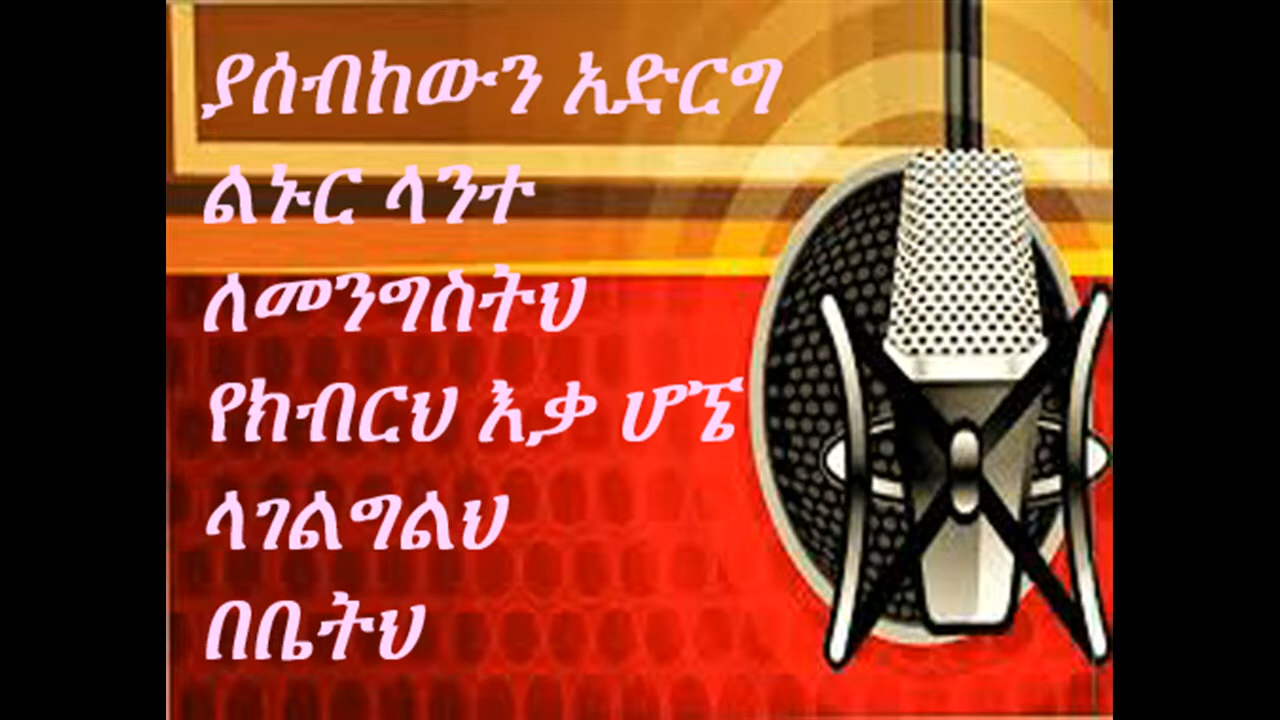 ያሰብከውን አድርግ
ልኑር ላንተ
ለመንግስትህ
የክብርህ እቃ ሆኜ
ላገልግልህ
በቤትህ